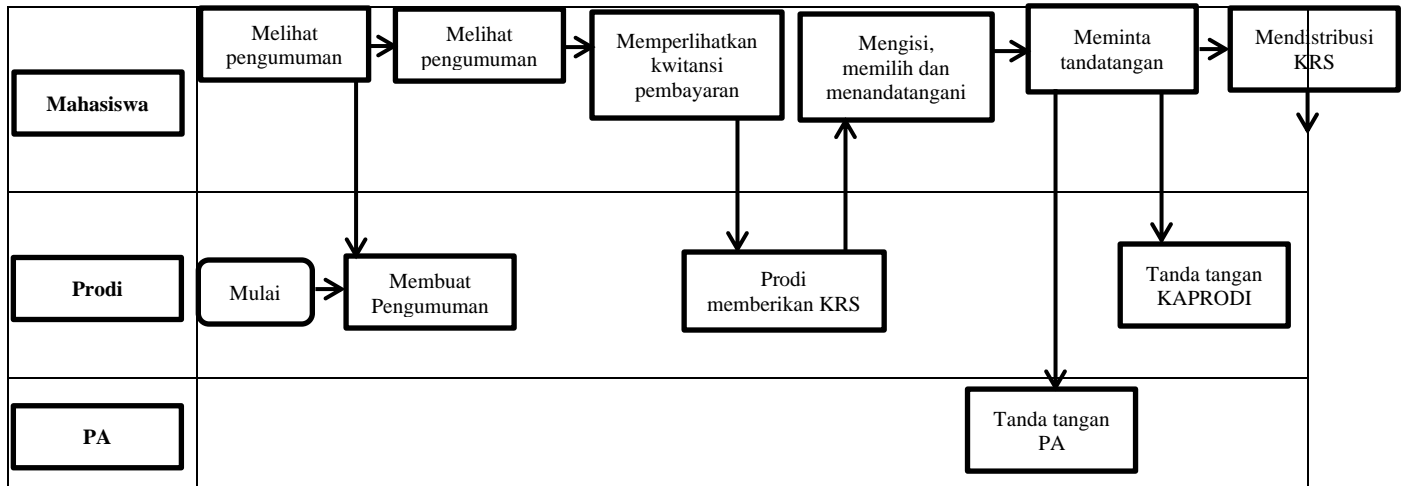 Mahasiswa
Melihat
pengumuman
Melihat
pengumuman
Memperlihatkan
kwitansi
pembayaran
Mengisi,
memilih dan
menandatangani
Meminta
tandatangan
Mendistribusi
KRS
Prodi
Mulai
Membuat
Pengumuman
Prodi
memberikan KRS
Tanda tangan
KAPRODI
PA
Tanda tangan
PA